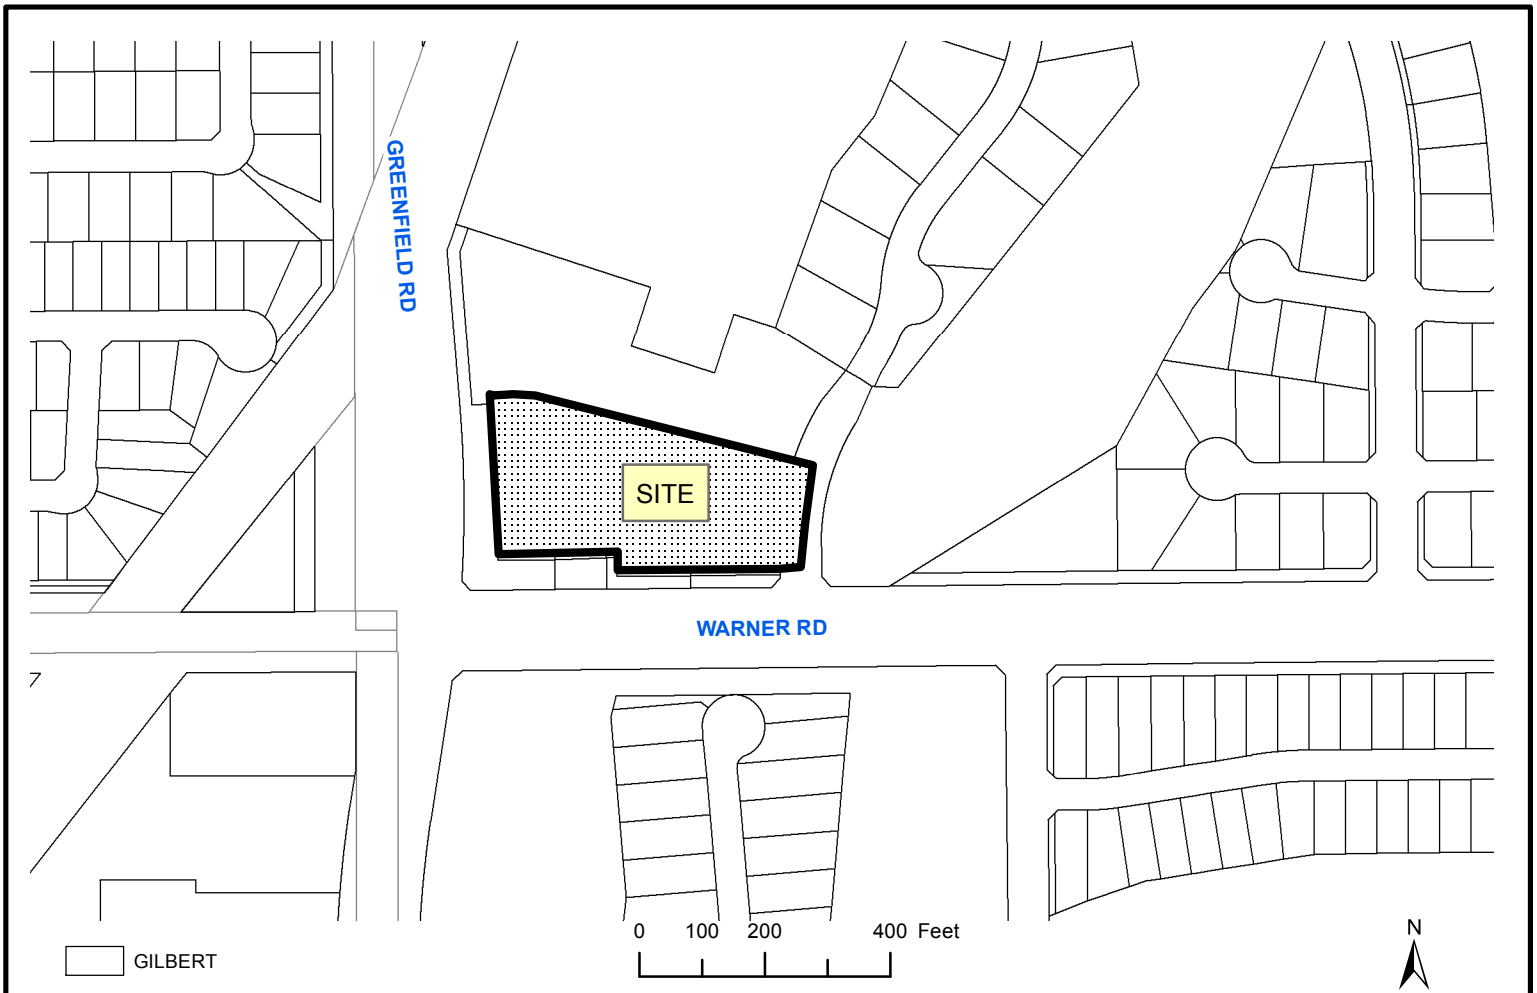 GREENFIELD RD
SITE
WARNER RD
0 100 200 400 Feet
N
GILBERT